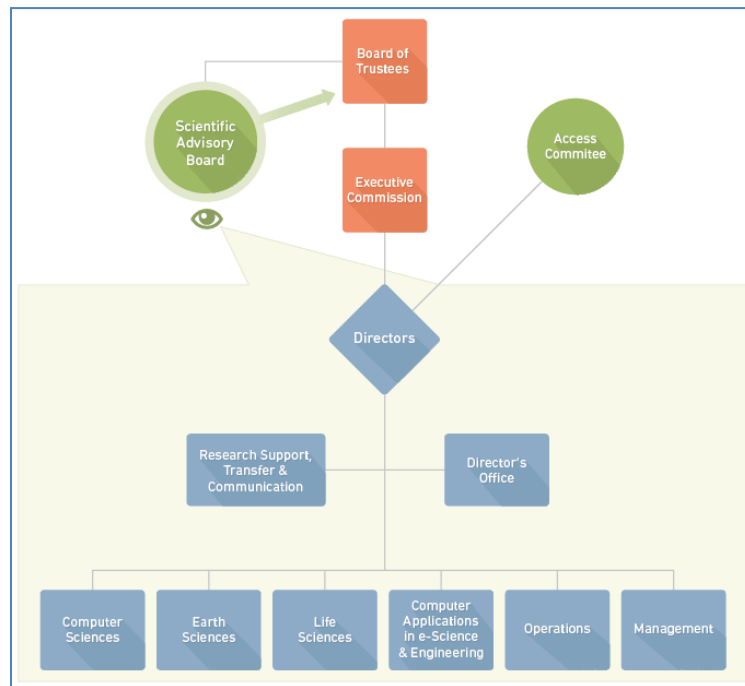 Board of
Trustees
Scientific
Advisory
Board
Access
Commitee
Executive
Commission
Directors
Research Support,
Transfer &
Communication
Director's
Office
Computer
Sciences
Earth
Sciences
Life
Sciences
Computer
Applications
in e-Science
& Engineering
Operations
Management